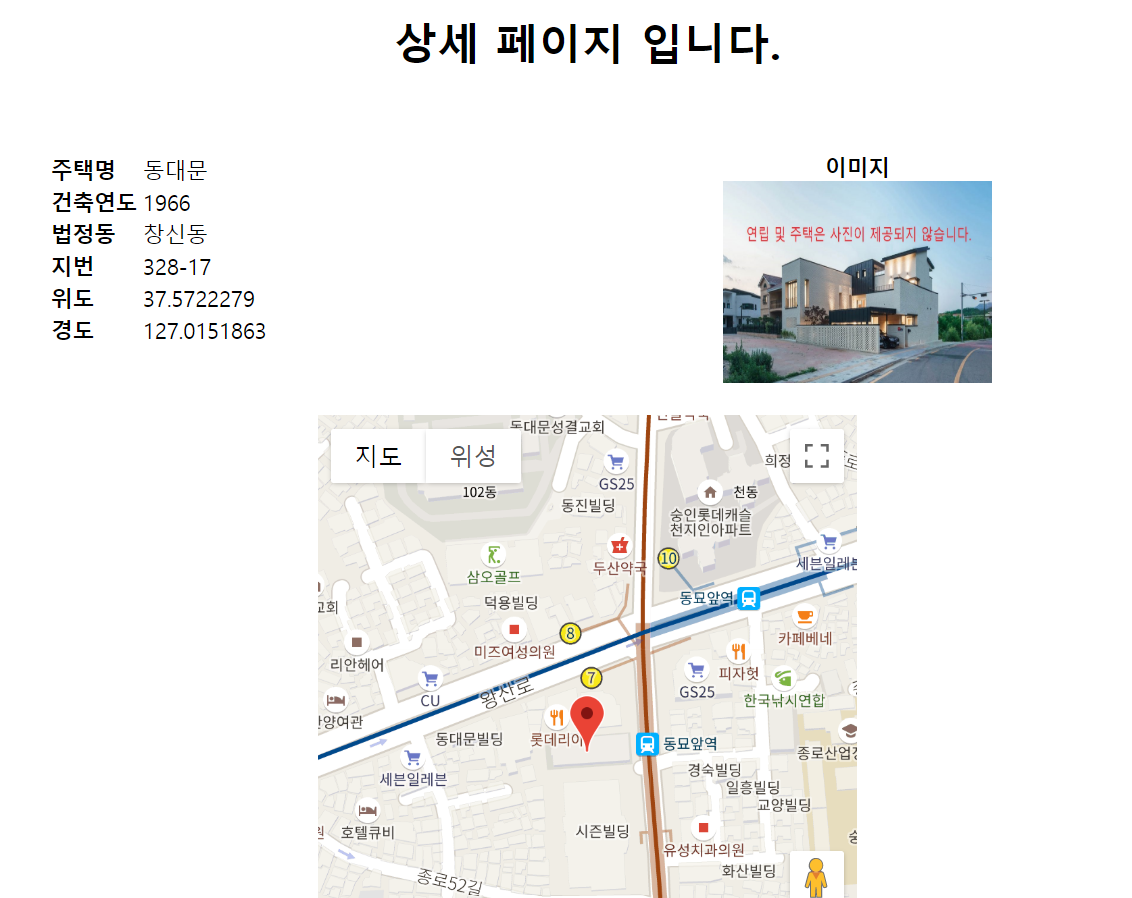 상세 페이지 입니다.
주택명 동대문
건축연도 1966
법정동 창신동
지번 328-17
위도 37.5722279
경도 127.0151863
이미지
연립 및 주택은 사진이 제공되지 않습니다.
동대문성결교회
지도 위성
희정
GS25
102동
천동
동진빌딩
숭인롯데캐슬
천지인아파트
10
세븐일레븐
두산약국
삼오골프
동묘앞역
덕용빌딩
교회
8
카페베네
미즈여성의원
리안헤어
피자헛
7
GS25
한국낚시연합
CU
왕산로
롯데리아
동대문빌딩
동묘앞역
종로산업정
세븐일레븐
경숙빌딩
일흥빌딩
교양빌딩
호텔큐비
시즌빌딩
유성치과의원
화산빌딩
종로52길